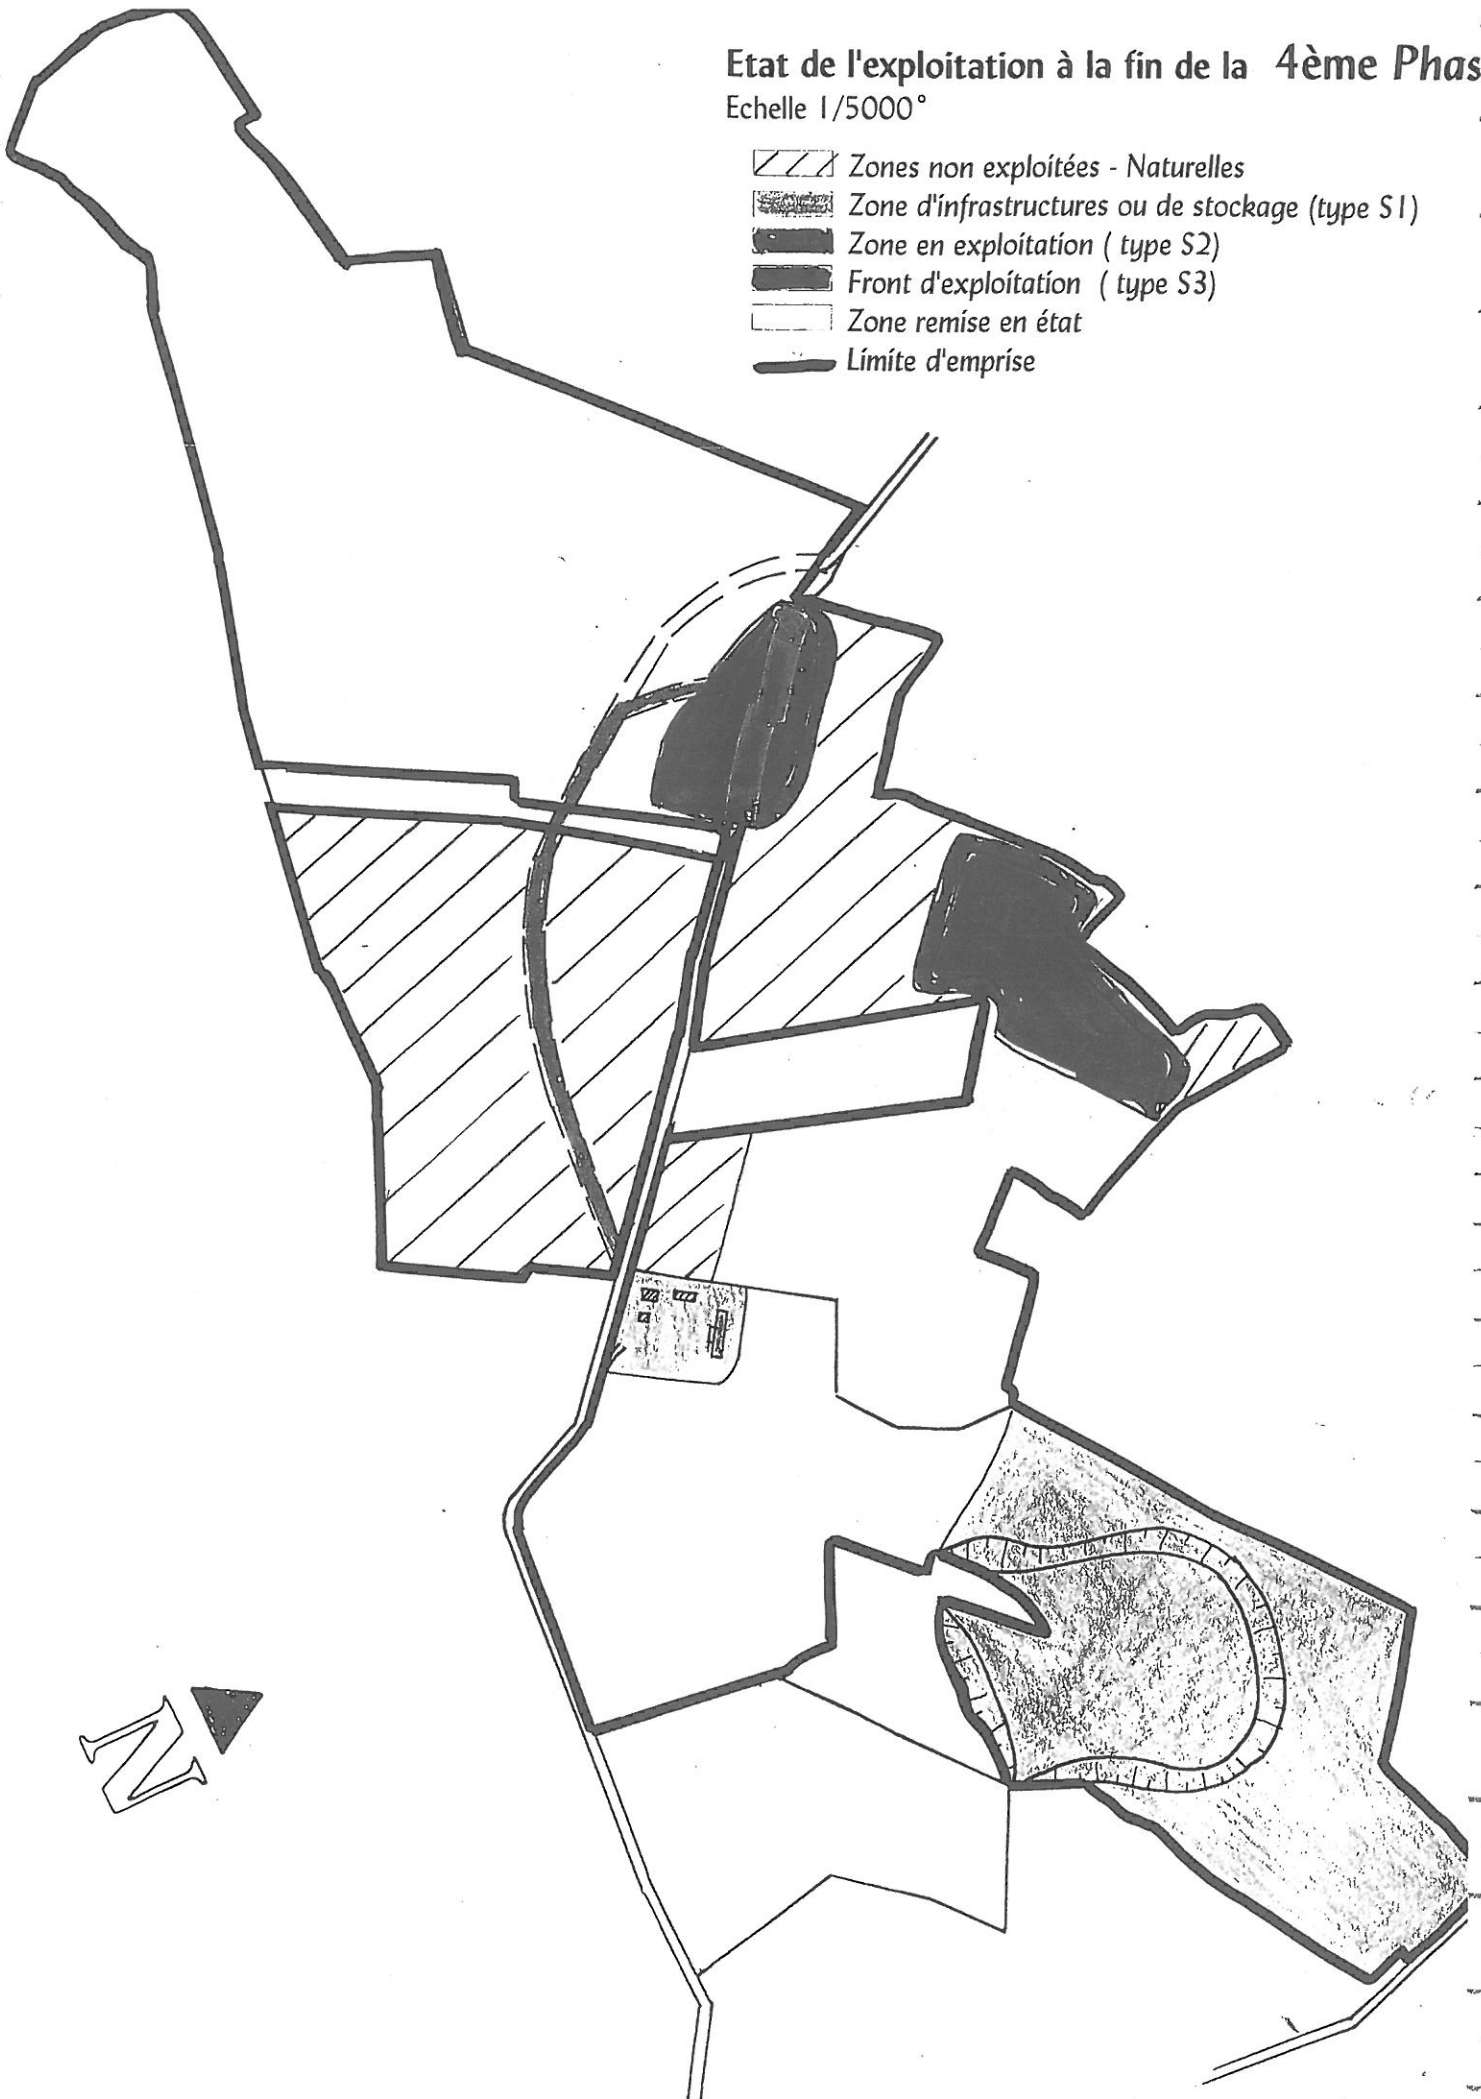 Etat de l'exploitation à la fin de la 4ème Phas
Echelle 1/5000°
Zones non exploitées - Naturelles
Zone d'infrastructures ou de stockage (type S1)
Zone en exploitation ( type S2)
Front d'exploitation ( type S3)
Zone remise en état
Limite d'emprise
N